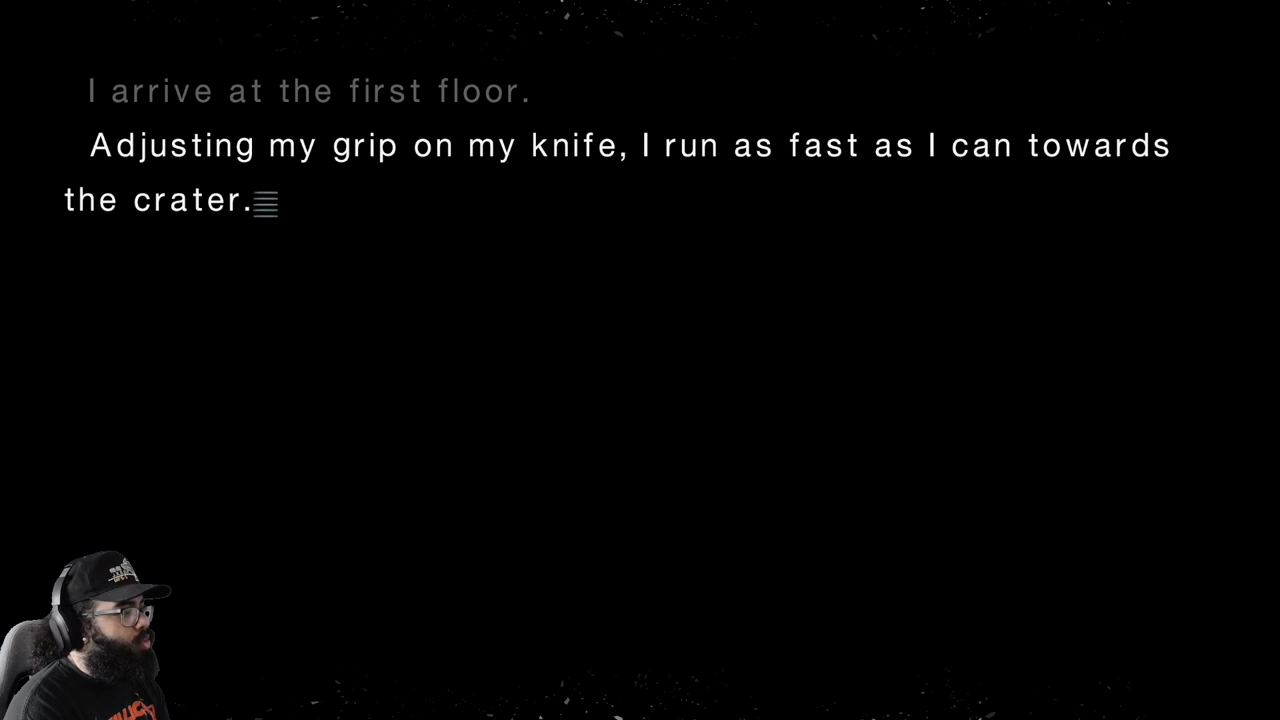 I arrive at the first floor.
Adjusting my grip on my knife, I run as fast as I can towards
the crater.